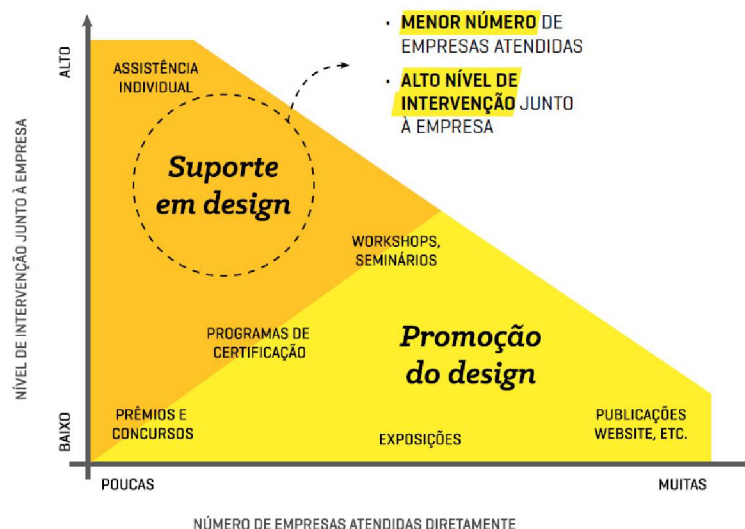 • MENOR NÚMERO DE
EMPRESAS ATENDIDAS
• ALTO NÍVEL DE
INTERVENÇÃO JUNTO
À EMPRESA
ALTO
ASSISTÊNCIA
INDIVIDUAL
Suporte
em design
NÍVEL DE INTERVENÇÃO JUNTO À EMPRESA
WORKSHOPS,
SEMINÁRIOS
PROGRAMAS DE
CERTIFICAÇÃO
Promoção
do design
BAIXO
PRÊMIOS E
CONCURSOS
EXPOSIÇÕES
PUBLICAÇÕES
WEBSITE, ETC.
POUCAS
MUITAS
NÚMERO DE EMPRESAS ATENDIDAS DIRETAMENTE